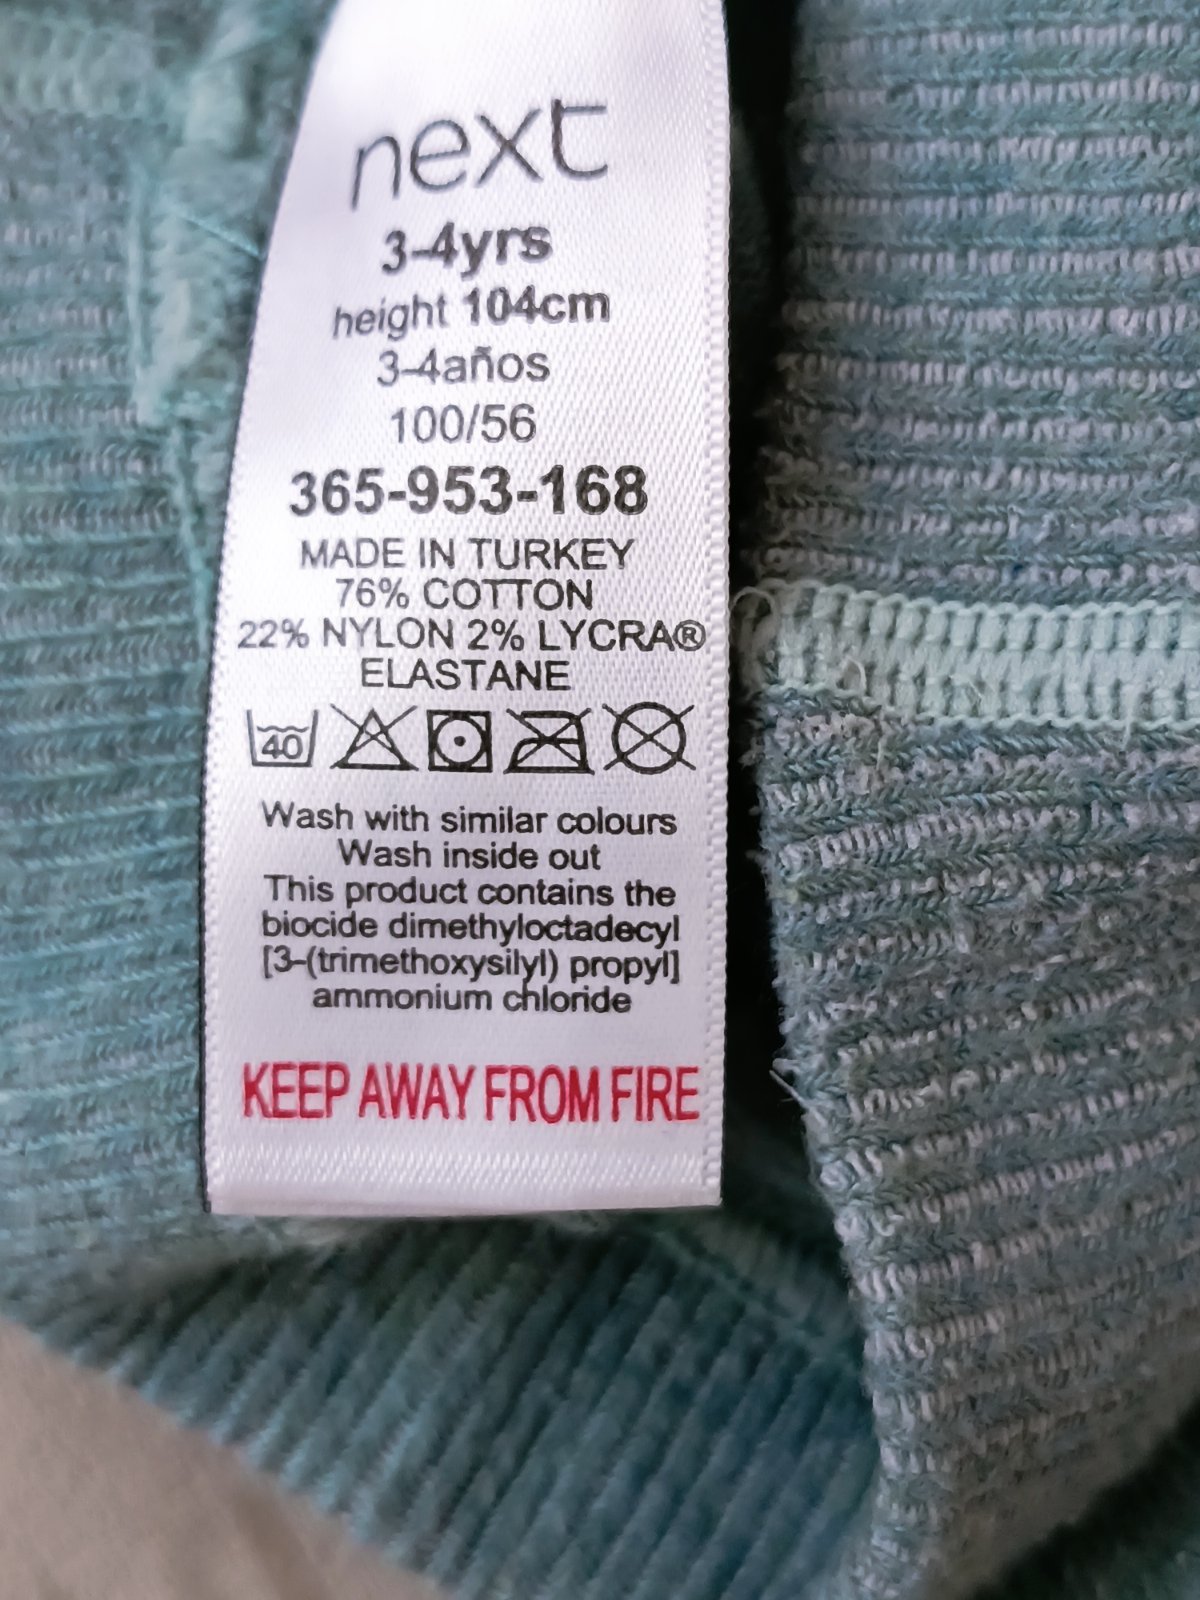 next
3-4yrs
height 104cm
3-4años
100/56
365-953-168
MADE IN TURKEY
76% COTTON
22% NYLON 2% LYCRA®
ELASTANE
40
Wash with similar colours
Wash inside out
This product contains the
biocide dimethyloctadecyl
[3-(trimethoxysilyl) propyl]
ammonium chloride
KEEP AWAY FROM FIRE